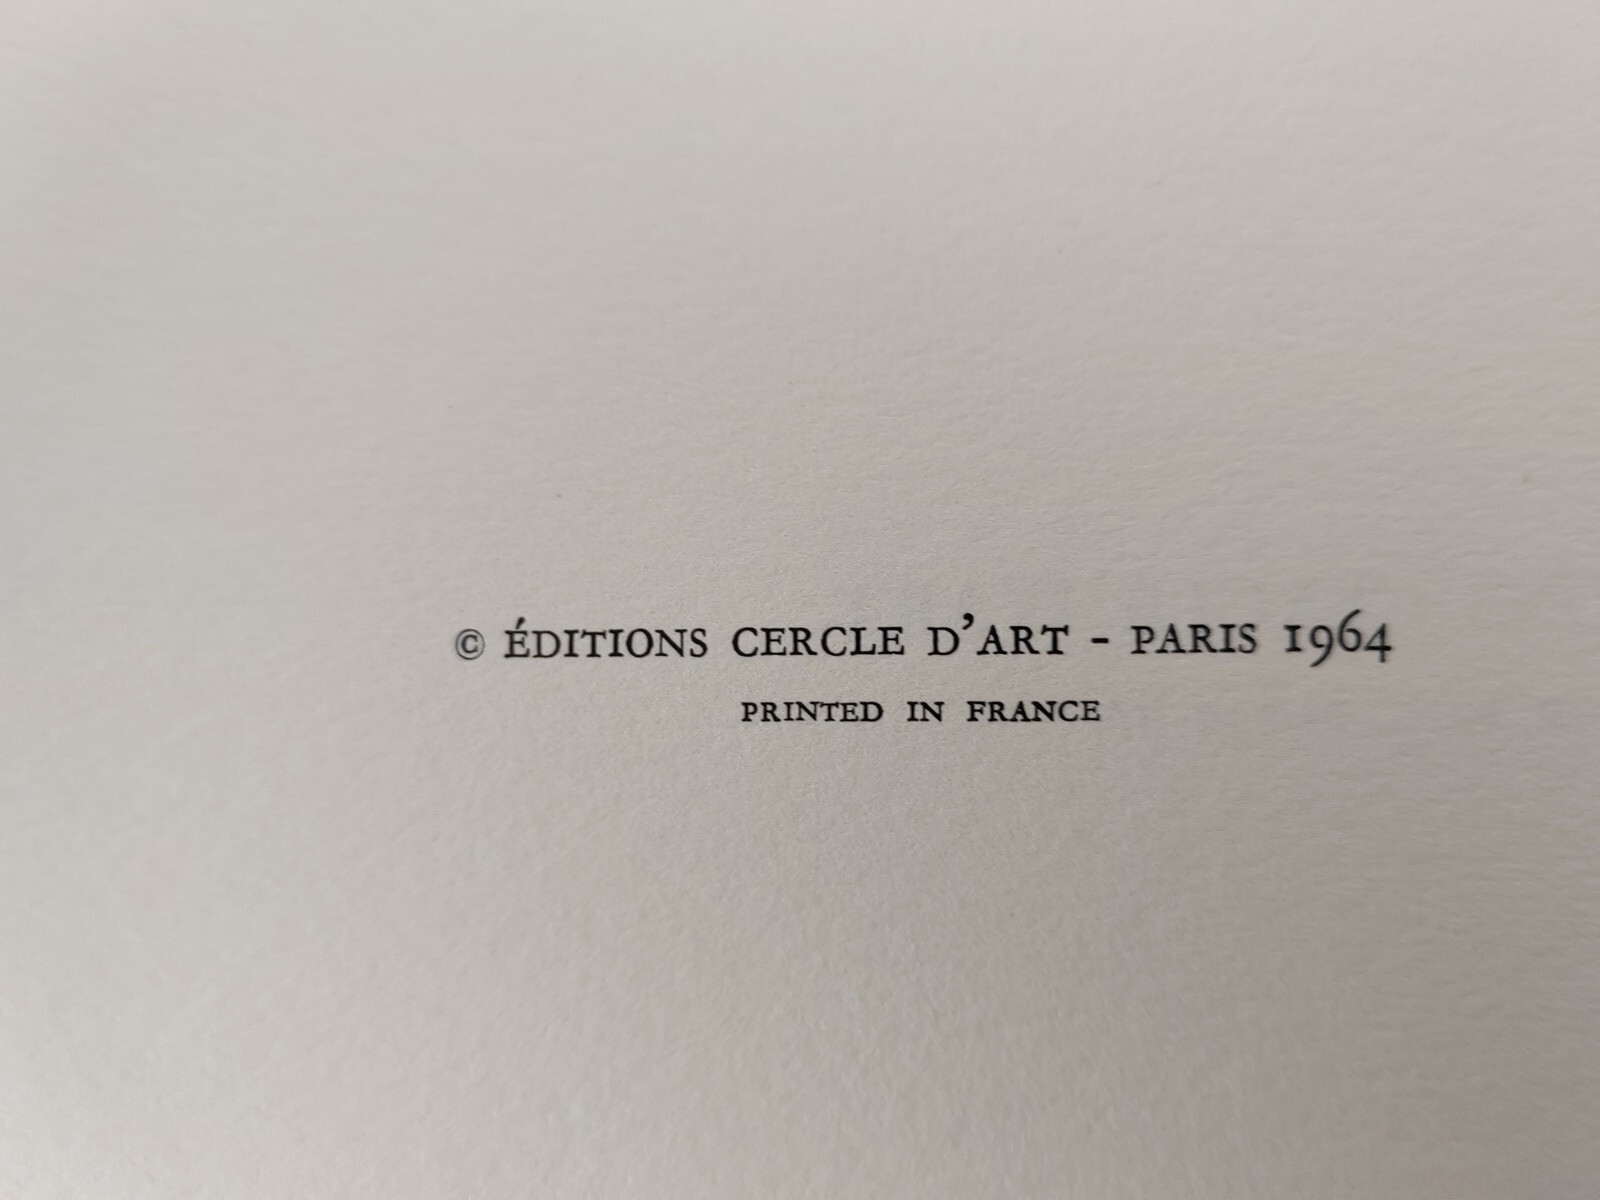 © ÉDITIONS CERCLE D'ART - PARIS 1964
PRINTED IN FRANCE